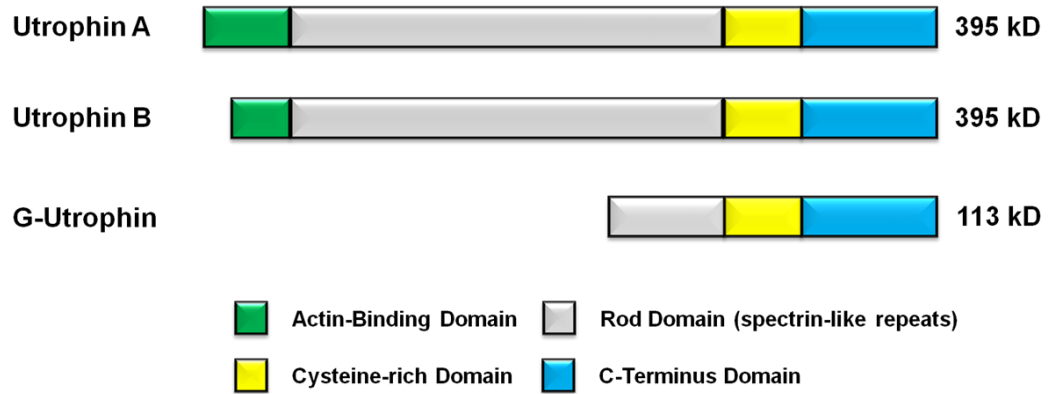 Utrophin A 395 kD
Utrophin B 395 kD
G-Utrophin 113 kD
Actin-Binding Domain Rod Domain (spectrin-like repeats)
Cysteine-rich Domain C-Terminus Domain